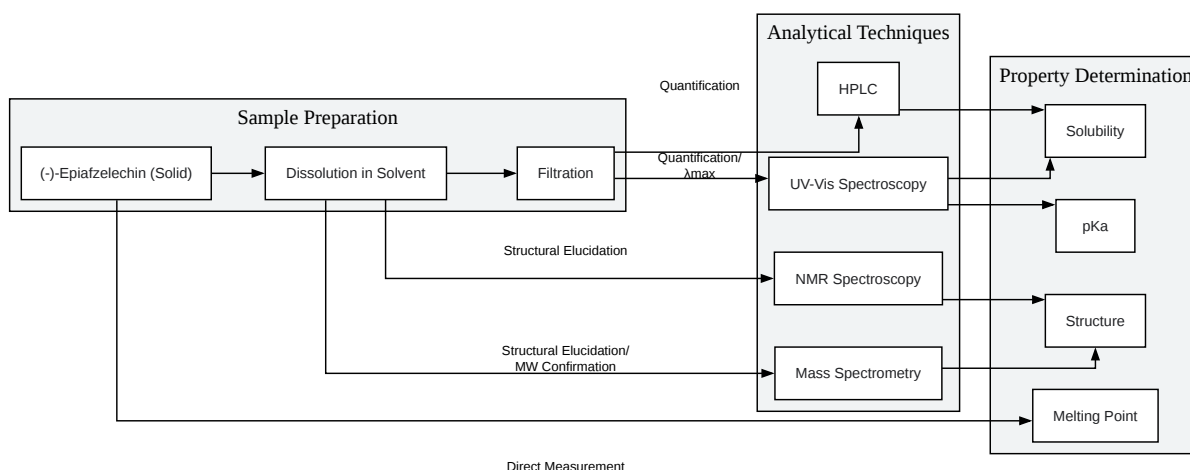 Analytical Techniques
Property Determination
Quantification
HPLC
Sample Preparation
Solubility
(-)-Epiafzelechin (Solid)
Dissolution in Solvent
Filtration
Quantification/
λmax
UV-Vis Spectroscopy
pKa
Structural Elucidation
NMR Spectroscopy
Structure
Structural Elucidation/
MW Confirmation
Mass Spectrometry
Melting Point
Direct Measurement